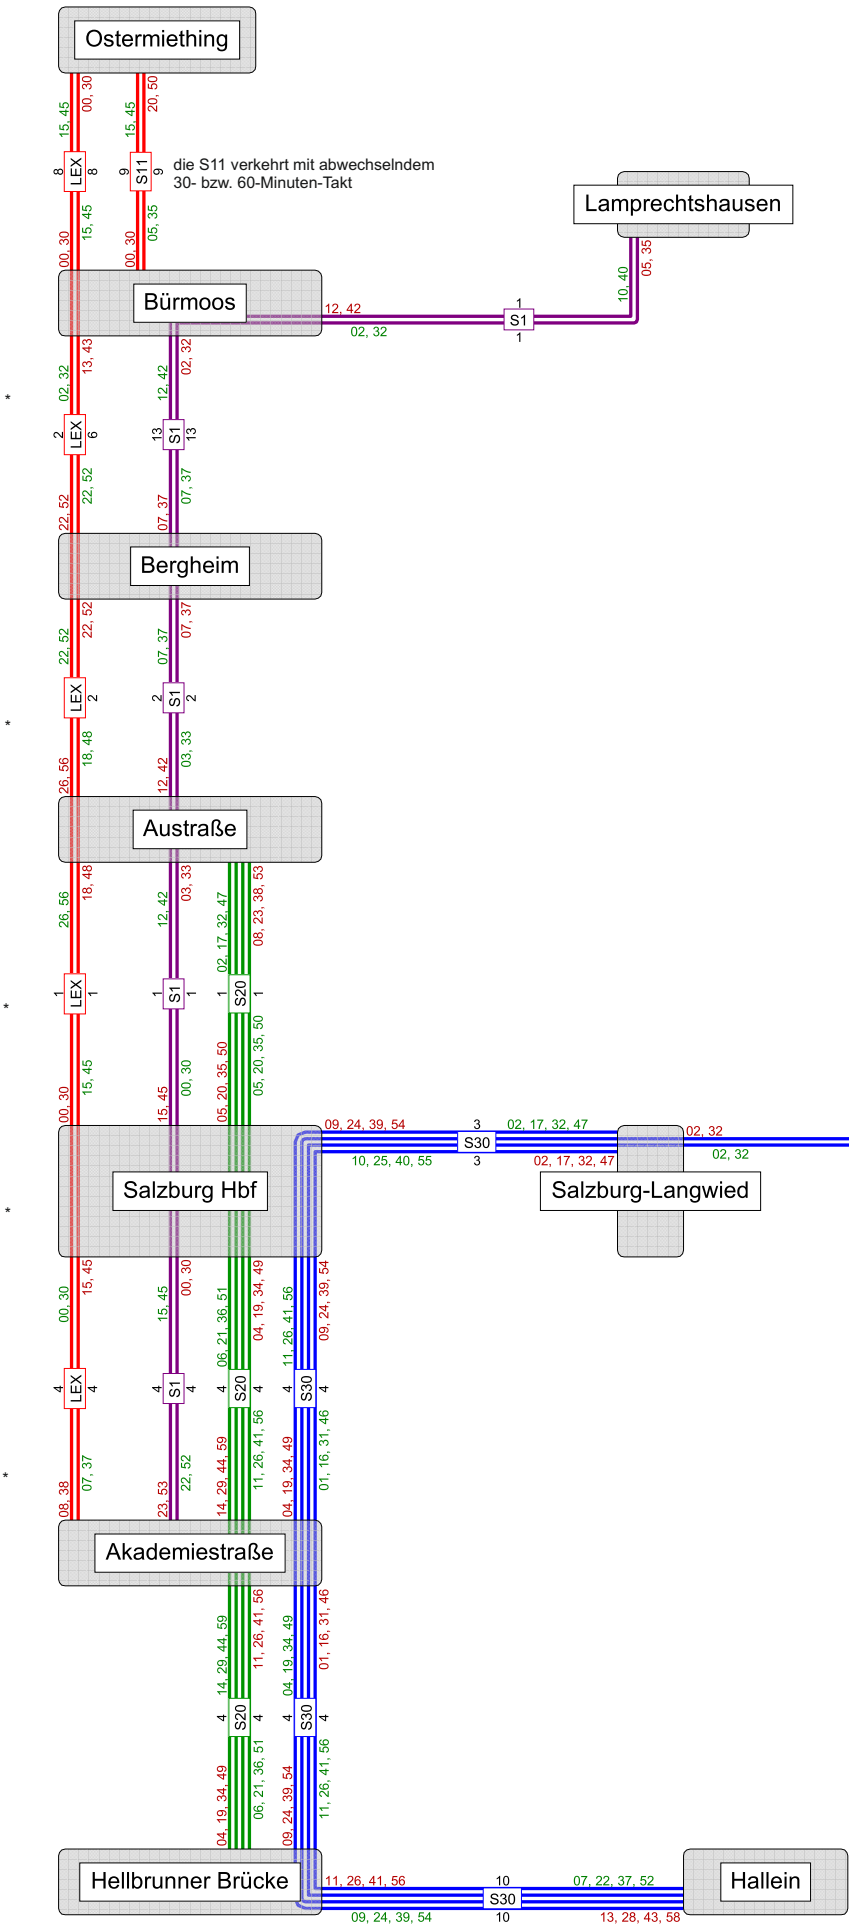 Ostermiething
15, 45
00, 30
15, 45
20, 50
8 LEX 8
9 S11 9
die S11 verkehrt mit abwechselndem
30- bzw. 60-Minuten-Takt
00, 30
15, 45
00, 30
05, 35
Lamprechtshausen
10, 40
05, 35
Bürmoos
12, 42
02, 32
1
S1
1
02, 32
13, 43
12, 42
02, 32
*
2 LEX 6
13 S1 13
22, 52
22, 52
07, 37
07, 37
Bergheim
22, 52
22, 52
07, 37
07, 37
LEX 2
2 S1 2
*
26, 56
18, 48
12, 42
03, 33
Austraße
26, 56
18, 48
12, 42
03, 33
02, 17, 32, 47
08, 23, 38, 53
1 LEX 1
1 S1 1
1 S20 1
*
00, 30
15, 45
15, 45
00, 30
05, 20, 35, 50
05, 20, 35, 50
09, 24, 39, 54
3
02, 17, 32, 47
S30
10, 25, 40, 55
3
02, 17, 32, 47
02, 32
02, 32
Salzburg Hbf
Salzburg-Langwied
*
00, 30
15, 45
15, 45
00, 30
06, 21, 36, 51
04, 19, 34, 49
11, 26, 41, 56
09, 24, 39, 54
4 LEX 4
4 S1 4
4 S20 4
4 S30 4
*
08, 38
07, 37
23, 53
22, 52
14, 29, 44, 59
11, 26, 41, 56
04, 19, 34, 49
01, 16, 31, 46
Akademiestraße
14, 29, 44, 59
11, 26, 41, 56
04, 19, 34, 49
01, 16, 31, 46
4 S20 4
4 S30 4
04, 19, 34, 49
06, 21, 36, 51
09, 24, 39, 54
11, 26, 41, 56
Hellbrunner Brücke
11, 26, 41, 56
10
07, 22, 37, 52
S30
09, 24, 39, 54
10
13, 28, 43, 58
Hallein